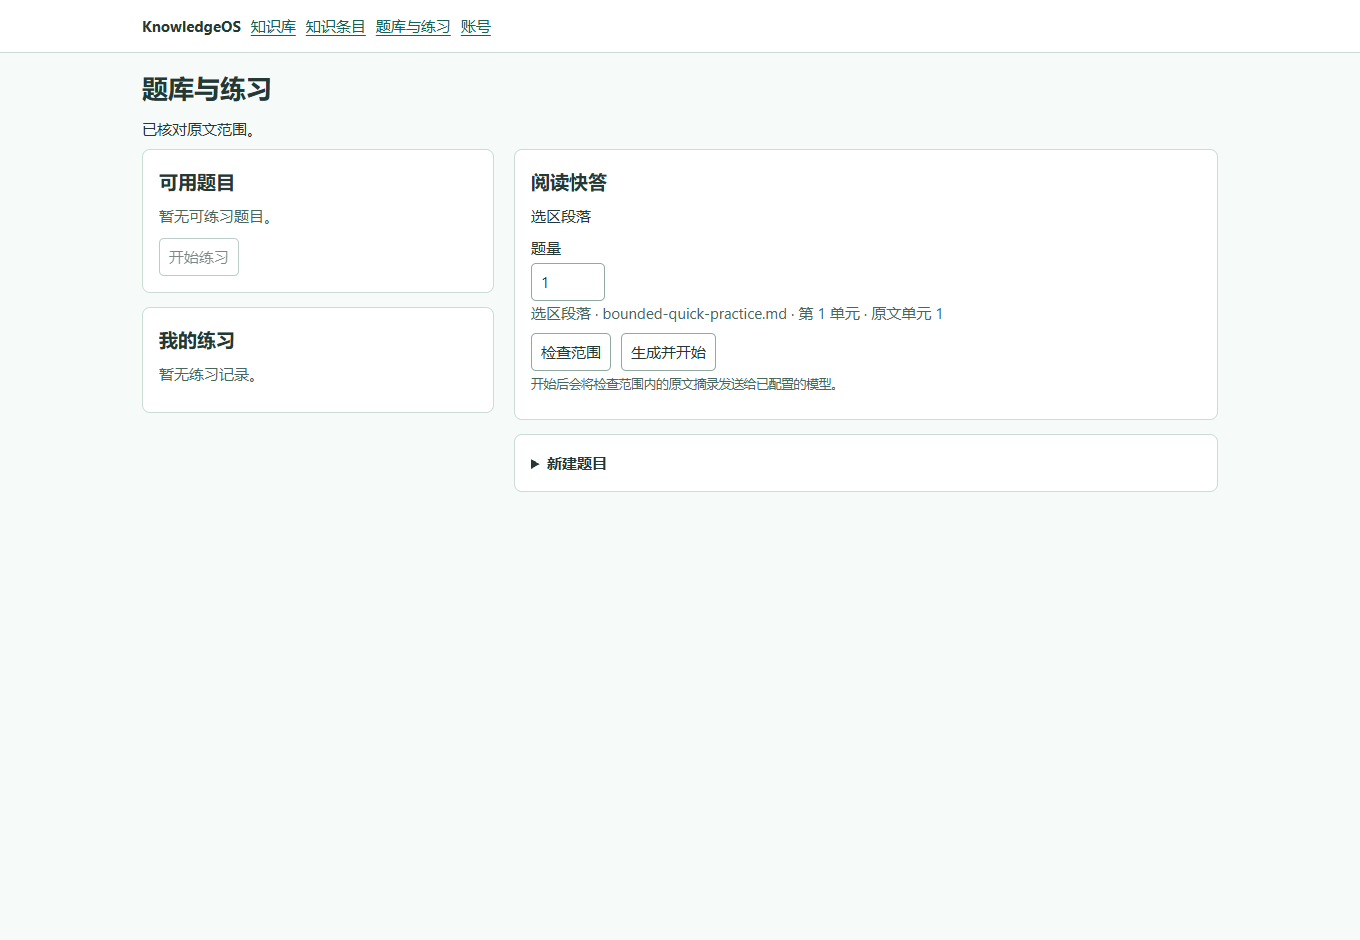 KnowledgeOS 知识库 知识条目 题库与练习 账号
题库与练习
已核对原文范围。
可用题目
暂无可练习题目。
开始练习
我的练习
暂无练习记录。
阅读快答
选区段落
题量
1
选区段落 · bounded-quick-practice.md · 第 1 单元 · 原文单元 1
检查范围 生成并开始
开始后会将检查范围内的原文摘录发送给已配置的模型。
新建题目